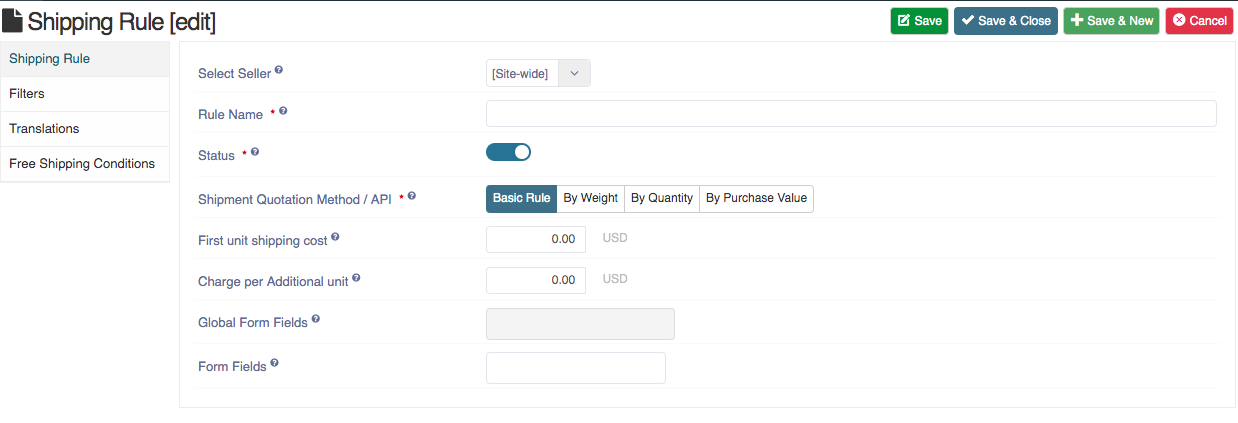 Shipping Rule [edit]
Save
Save & Close
Save & New
Cancel
Shipping Rule
Filters
Translations
Free Shipping Conditions
Select Seller
[Site-wide]
Rule Name *
Status *
Shipment Quotation Method / API *
Basic Rule
By Weight
By Quantity
By Purchase Value
First unit shipping cost
0.00
USD
Charge per Additional unit
0.00
USD
Global Form Fields
Form Fields